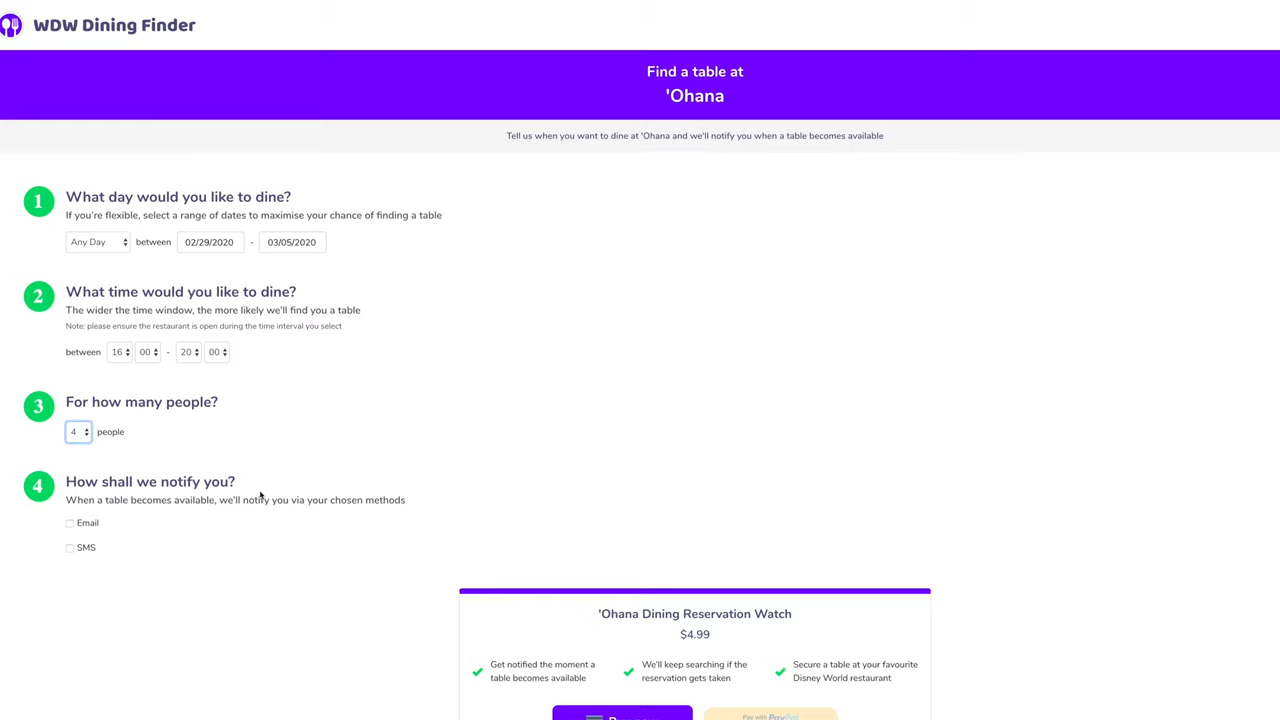 WDW Dining Finder
Find a table at
'Ohana
Tell us when you want to dine at 'Ohana and we'll notify you when a table becomes available
1 What day would you like to dine?
If you're flexible, select a range of dates to maximise your chance of finding a table
Any Day between 02/29/2020 - 03/05/2020
2 What time would you like to dine?
The wider the time window, the more likely we'll find you a table
Note: please ensure the restaurant is open during the time interval you select
between 16 00 - 20 00
3 For how many people?
4 people
4 How shall we notify you?
When a table becomes available, we'll notify you via your chosen methods
Email
SMS
'Ohana Dining Reservation Watch
$4.99
Get notified the moment a table becomes available
We'll keep searching if the reservation gets taken
Secure a table at your favourite Disney World restaurant
Pay with PayPal